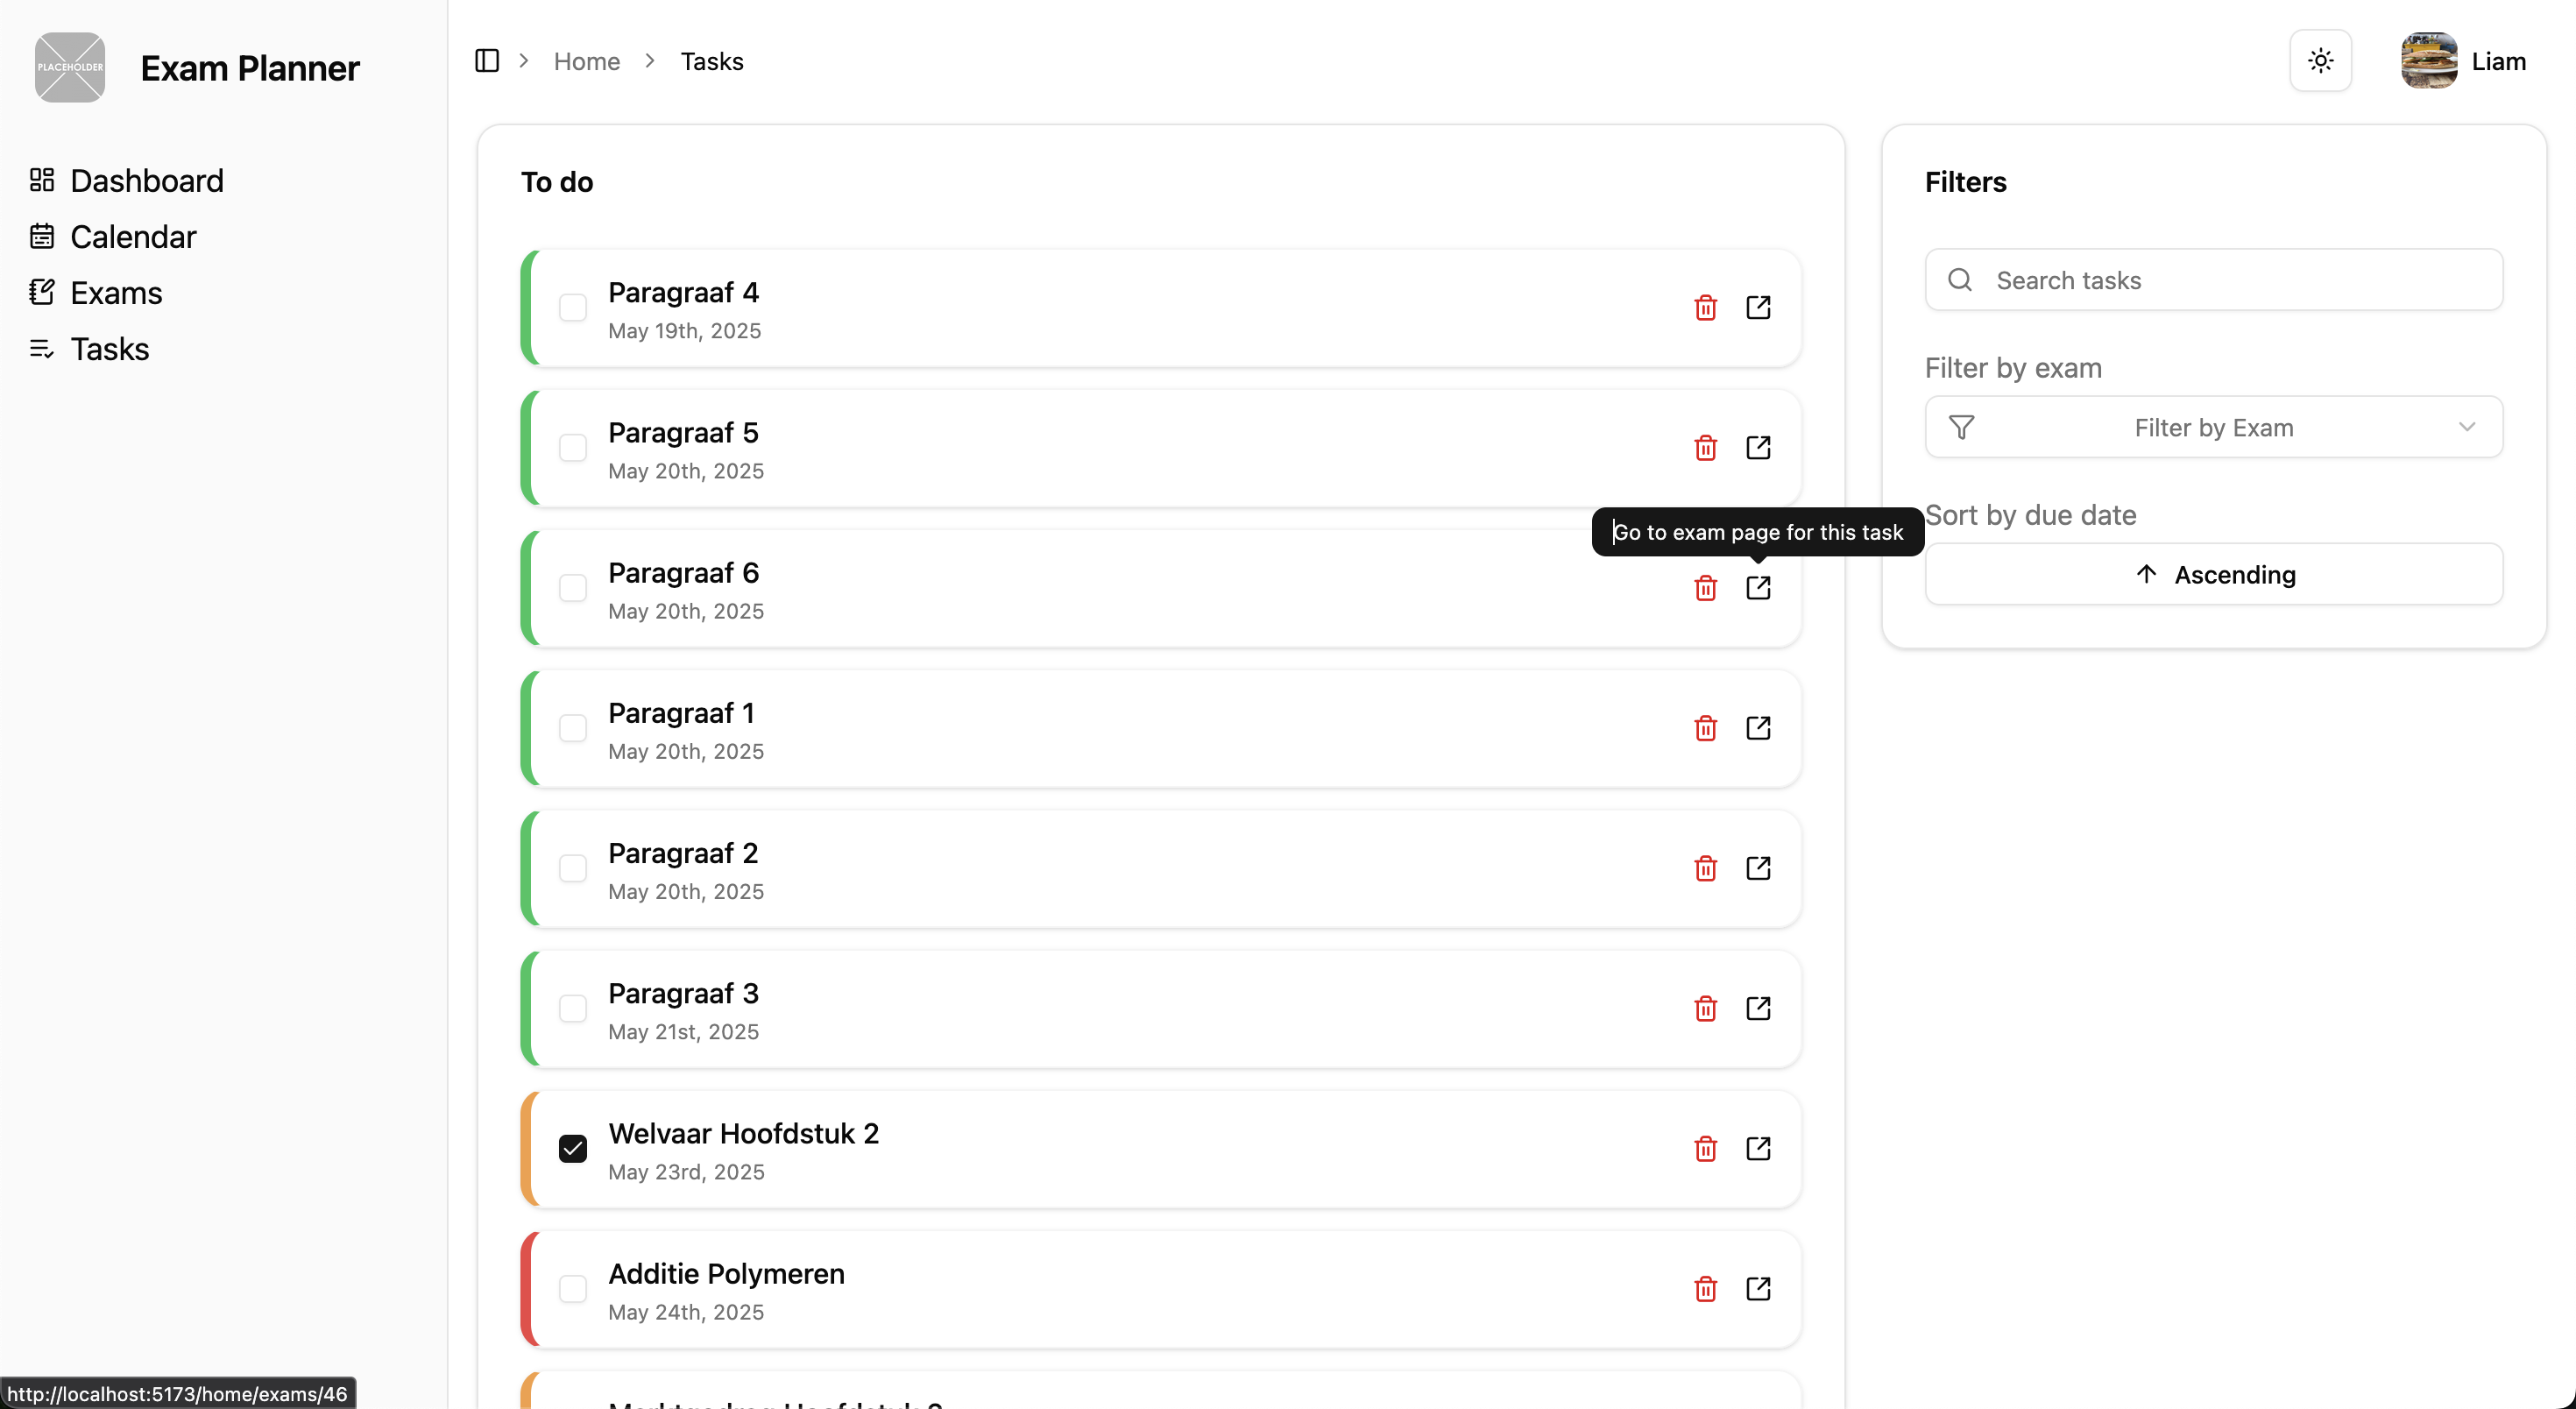 PLACEHOLDER
Exam Planner
Dashboard
Calendar
Exams
Tasks
Home
Tasks
Liam
To do
Paragraaf 4
May 19th, 2025
Paragraaf 5
May 20th, 2025
Go to exam page for this task
Paragraaf 6
May 20th, 2025
Paragraaf 1
May 20th, 2025
Paragraaf 2
May 20th, 2025
Paragraaf 3
May 21st, 2025
Welvaar Hoofdstuk 2
May 23rd, 2025
Additie Polymeren
May 24th, 2025
Filters
Search tasks
Filter by exam
Filter by Exam
Sort by due date
Ascending
http://localhost:5173/home/exams/46